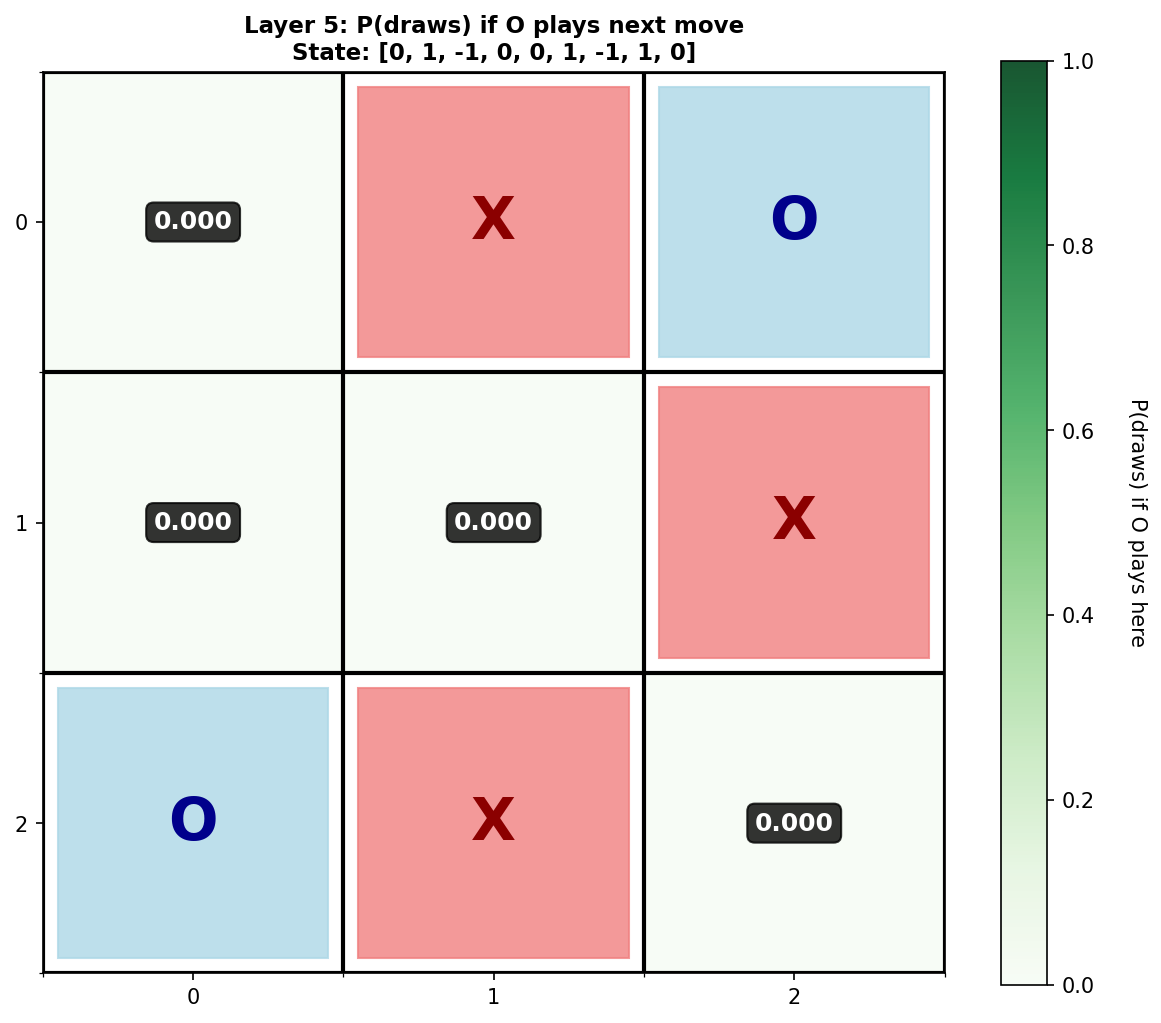 Layer 5: P(draws) if O plays next move
State: [0, 1, -1, 0, 0, 1, -1, 1, 0]
0
0.000
X
O
1
0.000
0.000
X
2
O
X
0.000
0
1
2
1.0
0.8
0.6
0.4
0.2
0.0
P(draws) if O plays here